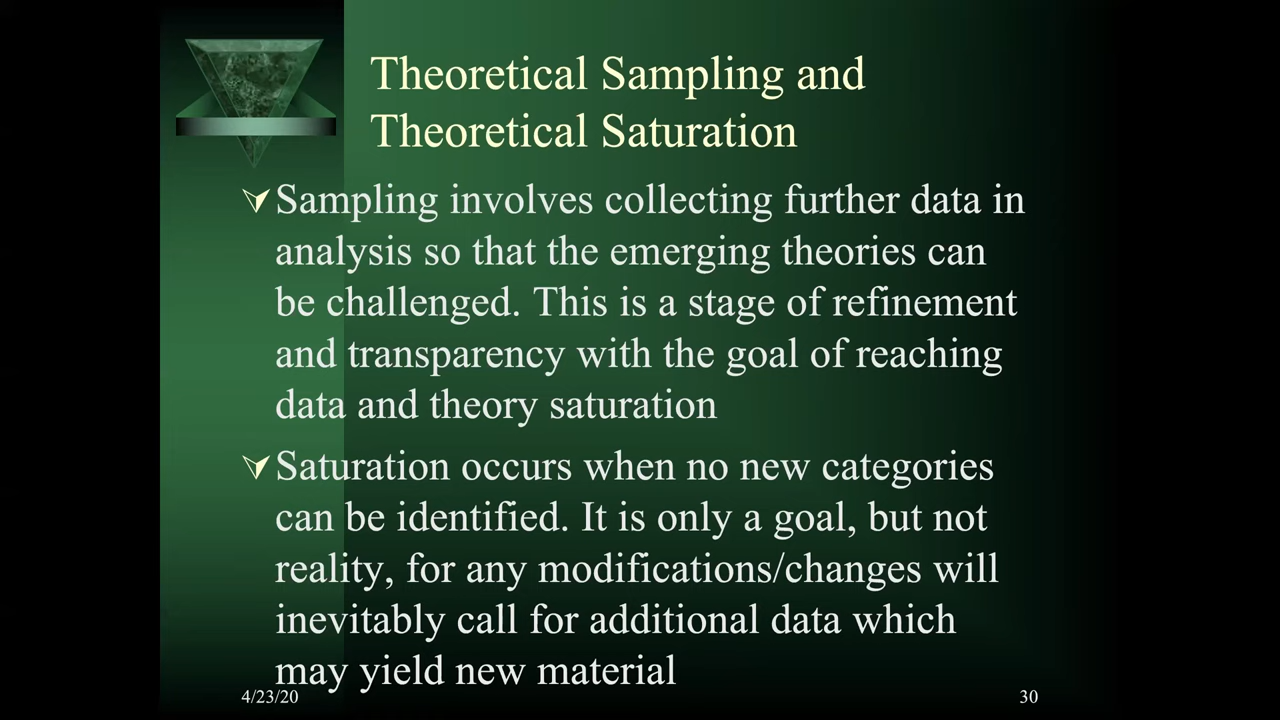 Theoretical Sampling and
Theoretical Saturation
Sampling involves collecting further data in
analysis so that the emerging theories can
be challenged. This is a stage of refinement
and transparency with the goal of reaching
data and theory saturation
Saturation occurs when no new categories
can be identified. It is only a goal, but not
reality, for any modifications/changes will
inevitably call for additional data which
may yield new material
4/23/20
30